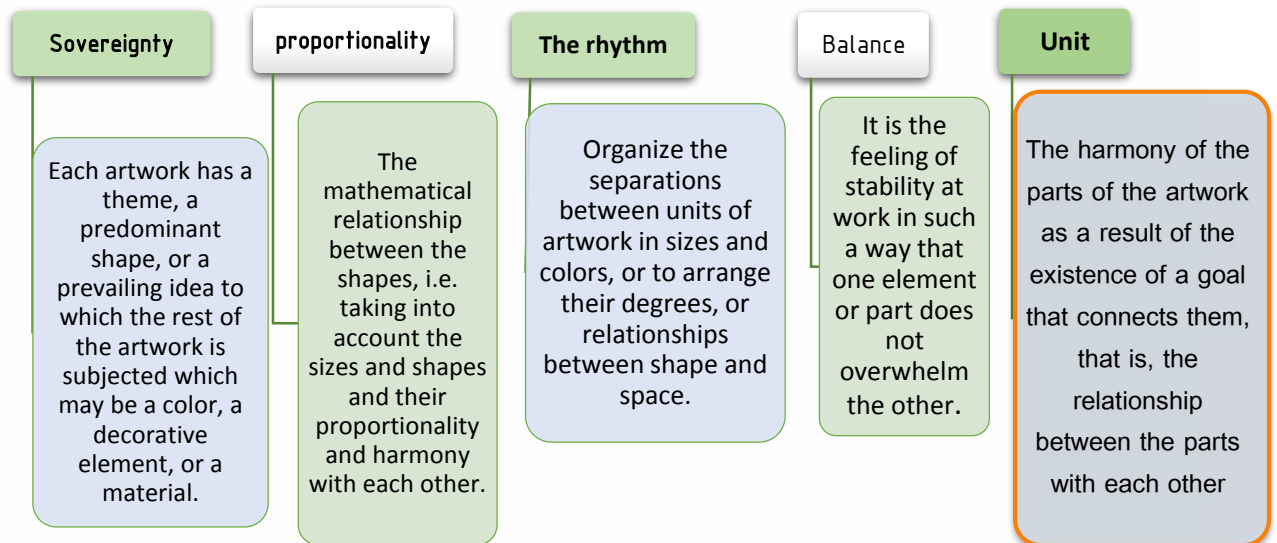 Sovereignty
Each artwork has a
theme, a
predominant
shape, or a
prevailing idea to
which the rest of
the artwork is
subjected which
may be a color, a
decorative
element, or a
material.
proportionality
The
mathematical
relationship
between the
shapes, i.e.
taking into
account the
sizes and shapes
and their
proportionality
and harmony
with each other.
The rhythm
Organize the
separations
between units of
artwork in sizes and
colors, or to arrange
their degrees, or
relationships
between shape and
space.
Balance
It is the
feeling of
stability at
work in such
a way that
one element
or part does
not
overwhelm
the other.
Unit
The harmony of the
parts of the artwork
as a result of the
existence of a goal
that connects them,
that is, the
relationship
between the parts
with each other